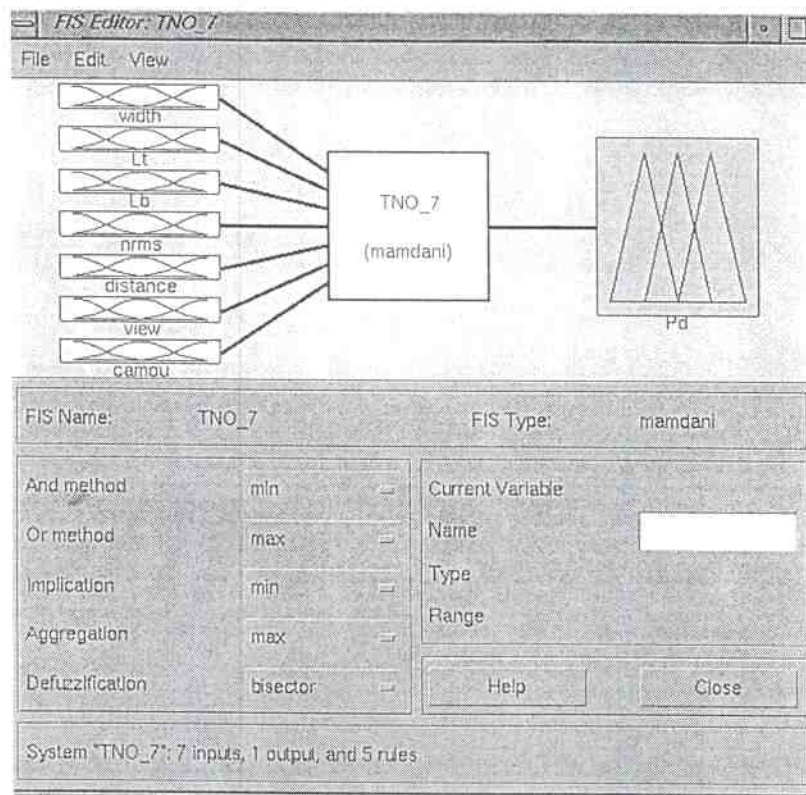 FIS Editor: TNO_7
File Edit View
width
Lt
Lb
nrms
distance
view
camou
TNO_7
(mamdani)
Pd
FIS Name: TNO_7 FIS Type: mamdani
And method min
Or method max
Implication min
Aggregation max
Defuzzification bisector
Current Variable
Name
Type
Range
Help Close
System "TNO_7": 7 inputs, 1 output, and 5 rules